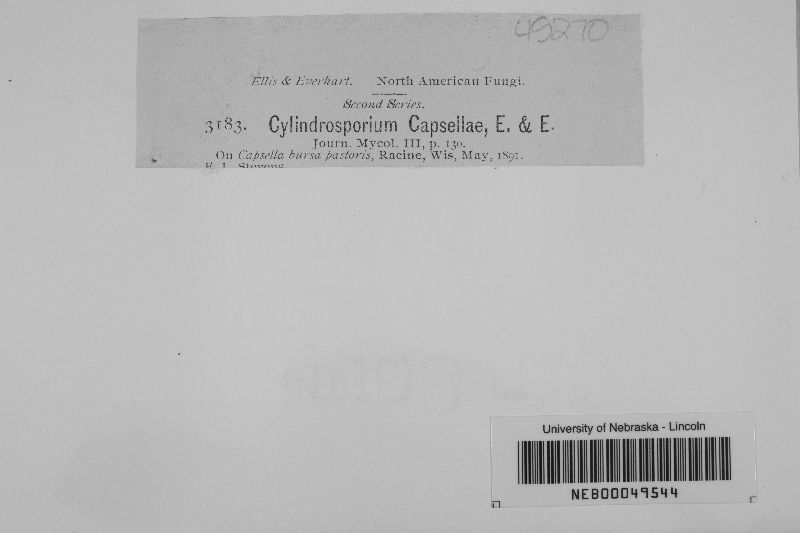 49270
Ellis & Everhart. North American Fungi.
Second Series.
3183. Cylindrosporium Capsellae, E. & E.
Journ. Mycol. III, p. 130.
On Capsella bursa pastoris, Racine, Wis, May, 1891.
University of Nebraska - Lincoln
NEB00049544